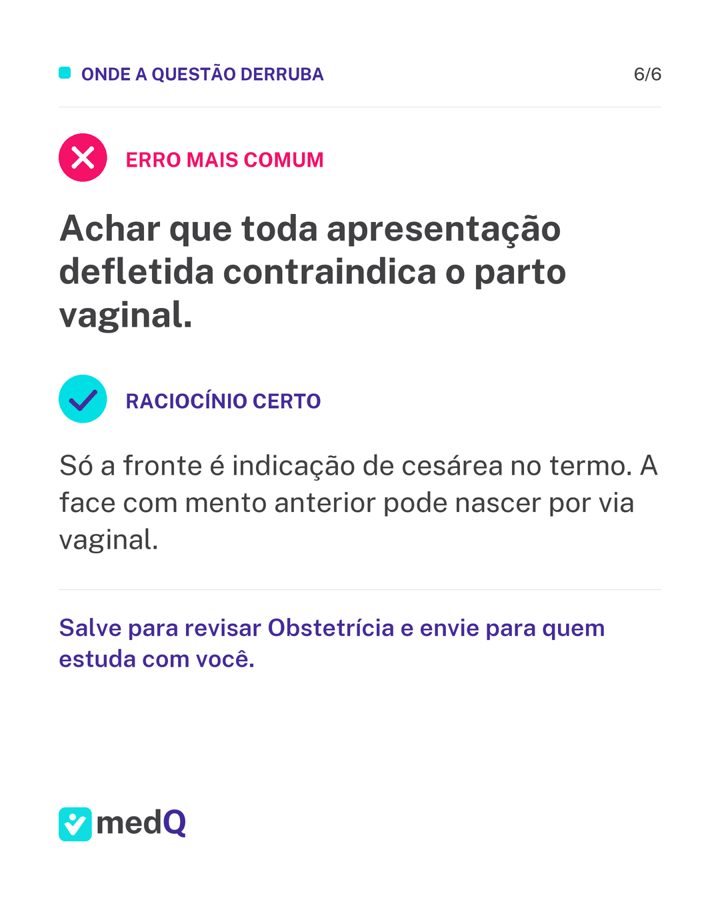 ONDE A QUESTÃO DERRUBA
6/6
ERRO MAIS COMUM
Achar que toda apresentação
defletida contraindica o parto
vaginal.
RACIOCÍNIO CERTO
Só a fronte é indicação de cesárea no termo. A
face com mento anterior pode nascer por via
vaginal.
Salve para revisar Obstetrícia e envie para quem
estuda com você.
medQ